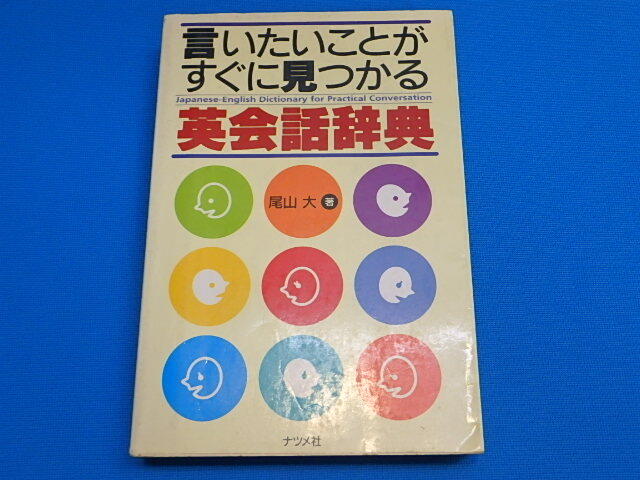 言いたいことが
すぐに見つかる
Japanese-English Dictionary for Practical Conversation
英会話辞典
尾山 大 著
ナツメ社